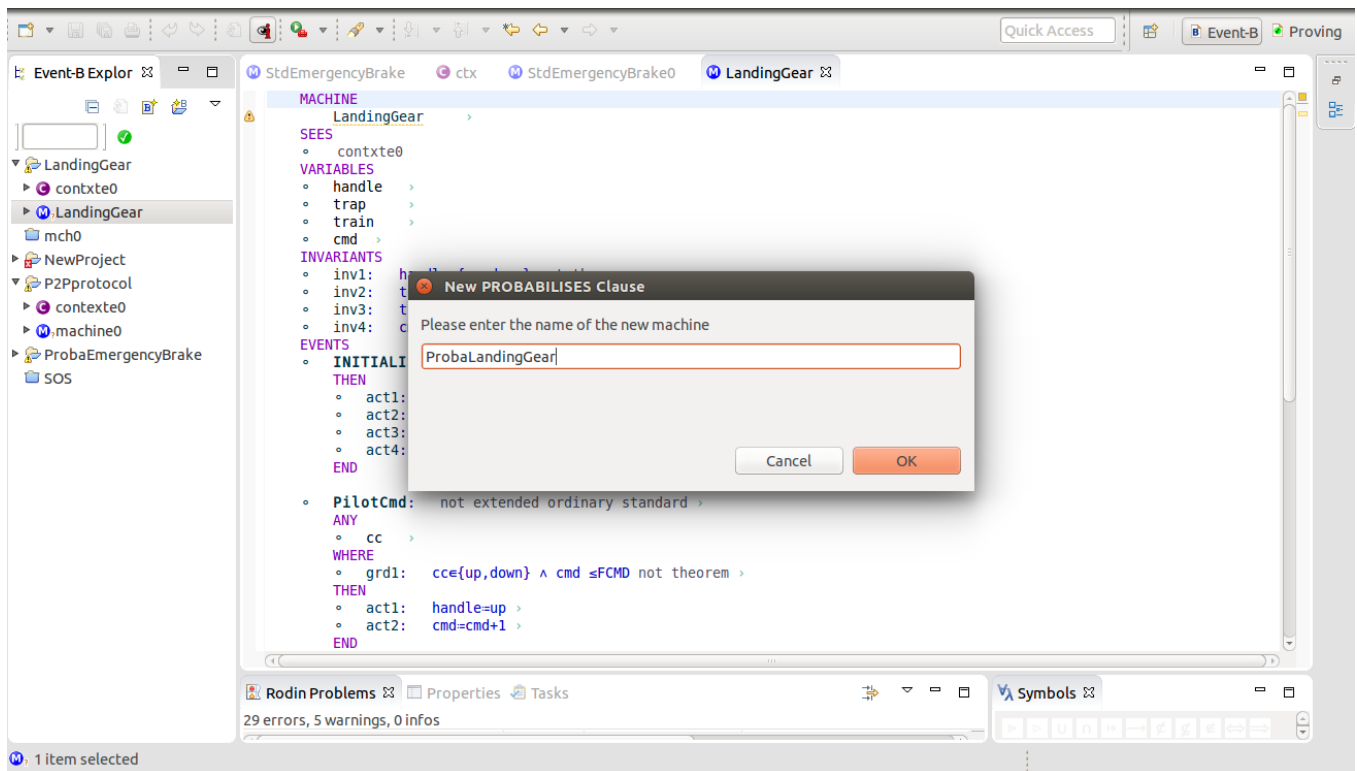 Quick Access
Event-B
Proving
Event-B Explor
StdEmergencyBrake
ctx
StdEmergencyBrake0
LandingGear
LandingGear
contxte0
LandingGear
mch0
NewProject
P2Pprotocol
contexte0
machine0
ProbaEmergencyBrake
SOS
MACHINE
LandingGear
SEES
contxte0
VARIABLES
handle
trap
train
cmd
INVARIANTS
inv1: h
inv2: t
inv3: t
inv4: c
EVENTS
INITIALI
THEN
act1:
act2:
act3:
act4:
END
PilotCmd: not extended ordinary standard
ANY
cc
WHERE
grd1: cc∈{up,down} ∧ cmd ≤FCMD not theorem
THEN
act1: handle≔up
act2: cmd≔cmd+1
END
New PROBABILISES Clause
Please enter the name of the new machine
ProbaLandingGear
Cancel
OK
Rodin Problems
Properties
Tasks
29 errors, 5 warnings, 0 infos
Symbols
1 item selected